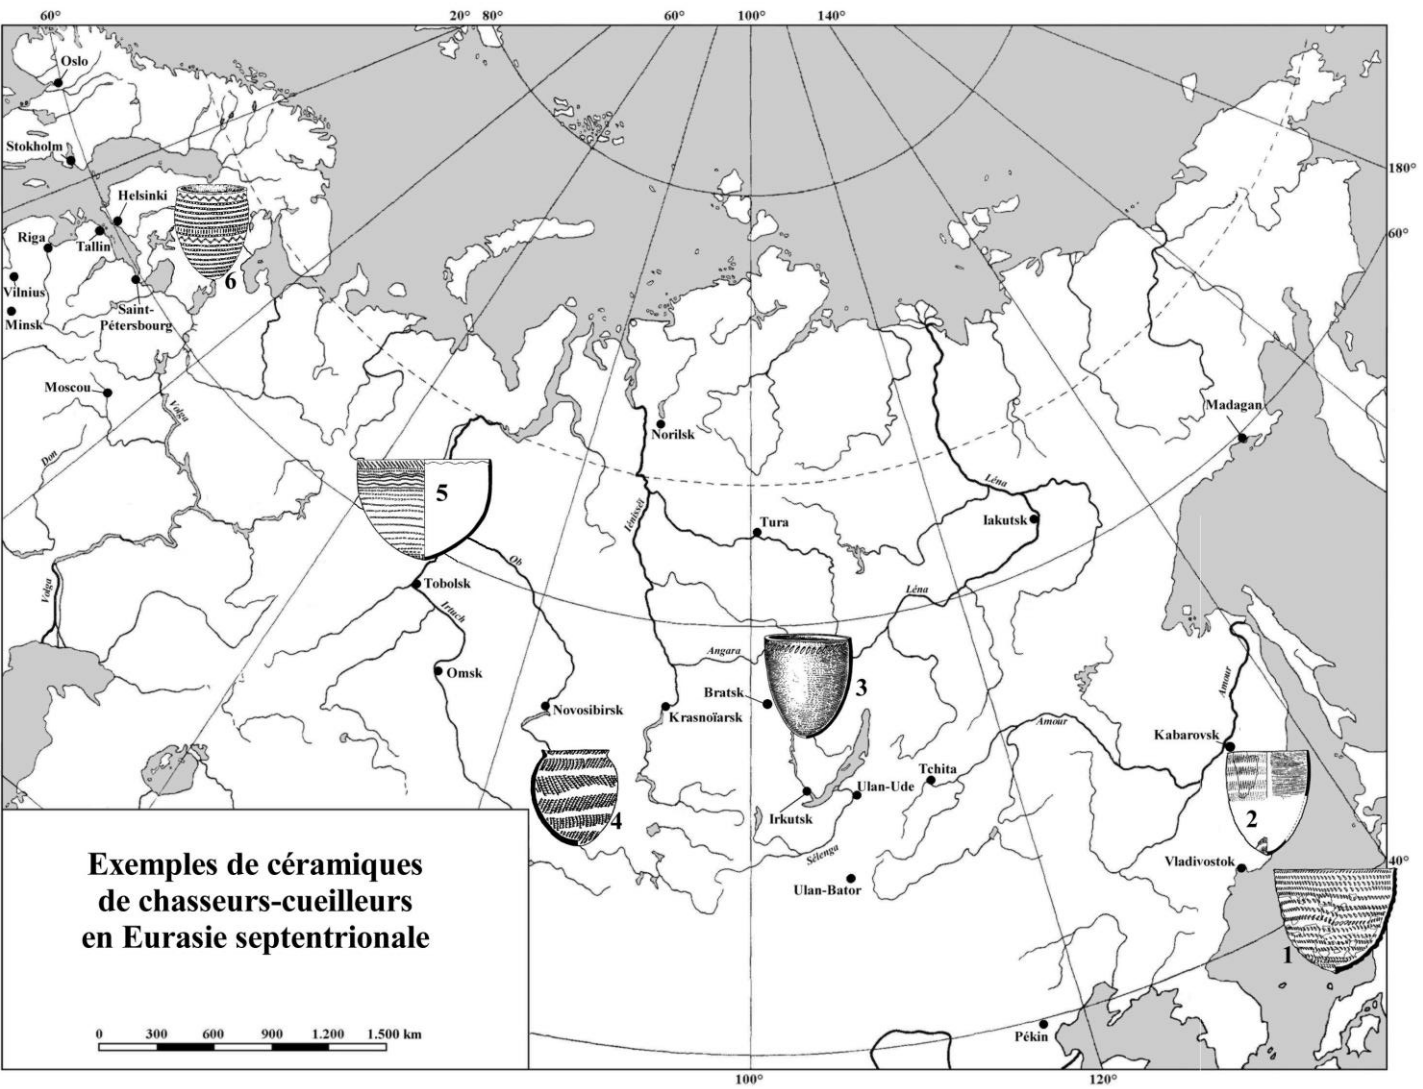 60°
20° 80°
60°
100°
140°
Oslo
Stokholm
Helsinki
180°
Riga
Tallin
60°
6
Vilnius
Saint-
Pétersbourg
Minsk
Moscou
Volga
Madagan
Norilsk
Don
Léna
5
Iénisséï
Tura
Iakutsk
Ob
Volga
Tobolsk
Léna
Irtuch
Angara
Omsk
3
Bratsk
Amour
Novosibirsk
Krasnoïarsk
Amour
Kabarovsk
Tchita
Ulan-Ude
4
Irkutsk
2
Sélenga
Vladivostok
40°
Ulan-Bator
Exemples de céramiques
de chasseurs-cueilleurs
en Eurasie septentrionale
1
0 300 600 900 1.200 1.500 km
Pékin
100°
120°